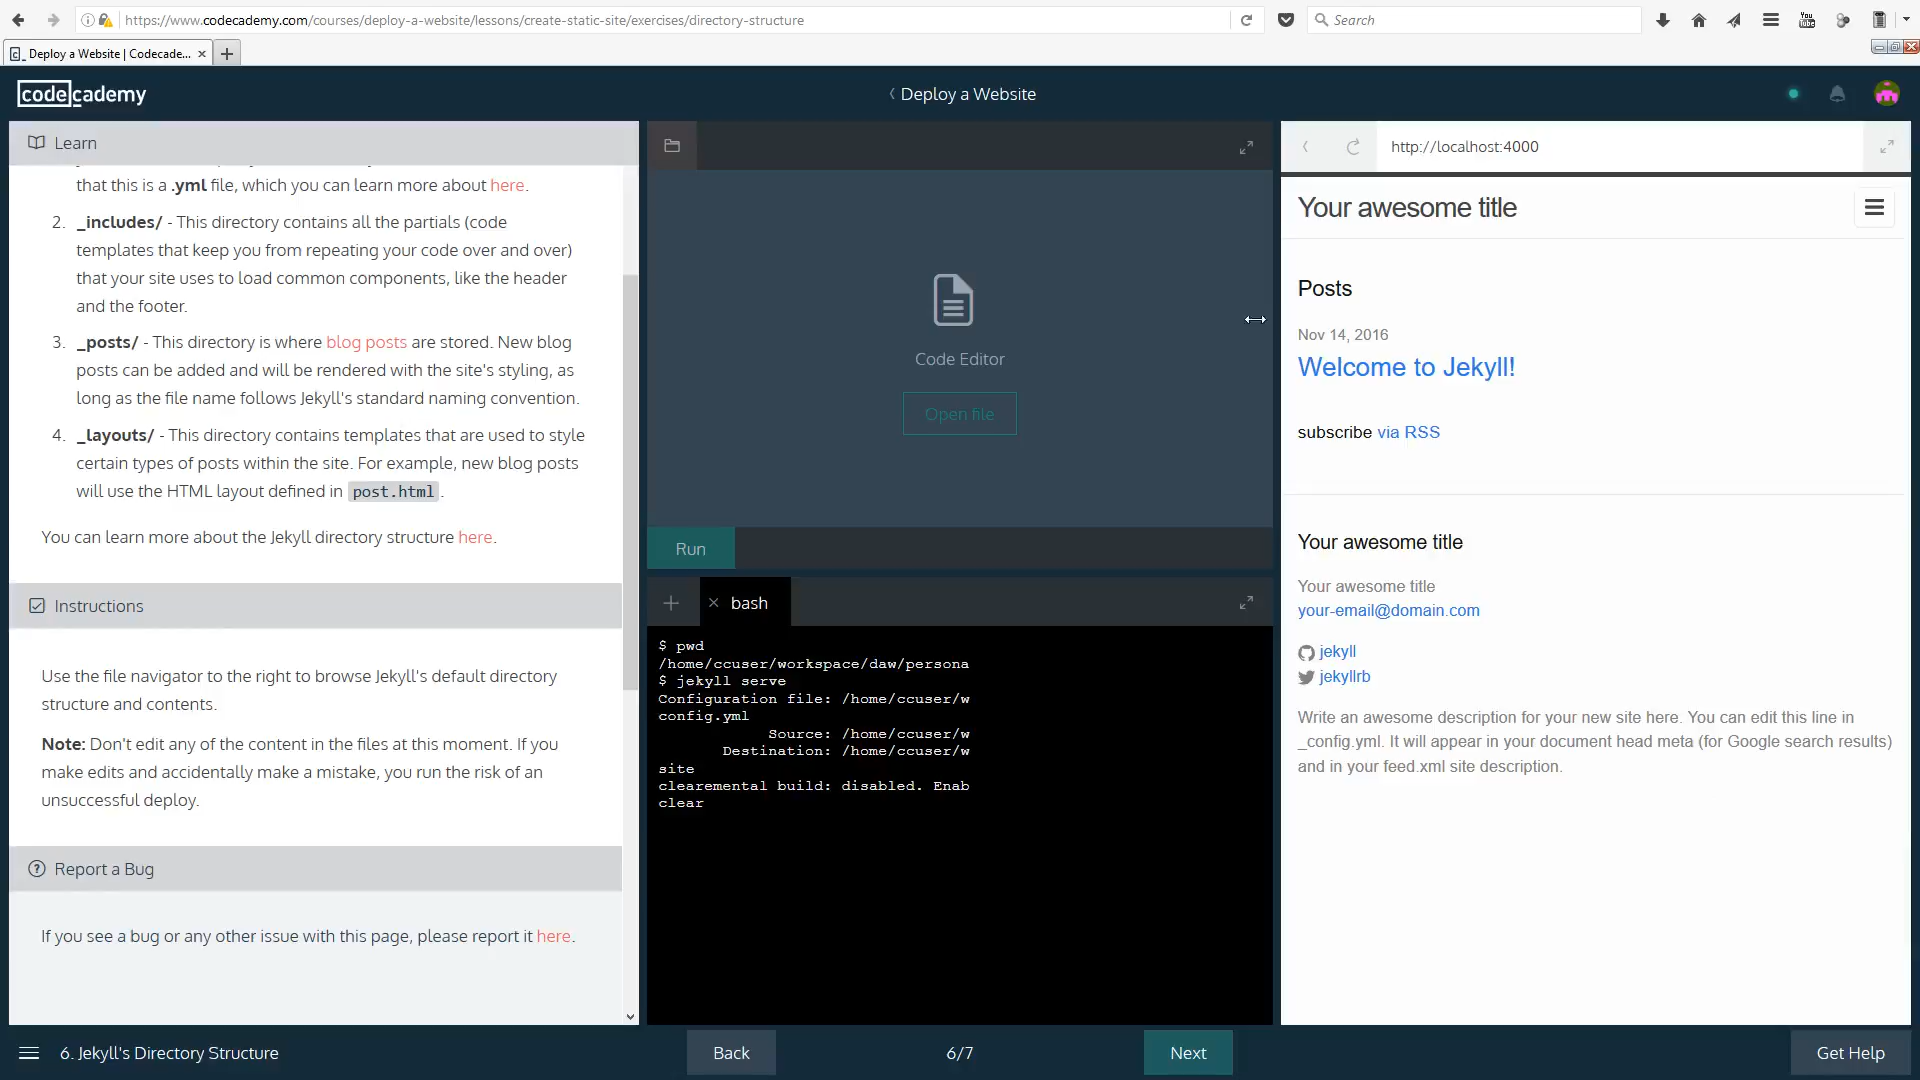 https://www.codecademy.com/courses/deploy-a-website/lessons/create-static-site/exercises/directory-structure
Search
You
Deploy a Website | Codecade...
codecademy
Deploy a Website
Learn
that this is a .yml file, which you can learn more about here.
2. _includes/ - This directory contains all the partials (code
templates that keep you from repeating your code over and over)
that your site uses to load common components, like the header
and the footer.
3. _posts/ - This directory is where blog posts are stored. New blog
posts can be added and will be rendered with the site's styling, as
long as the file name follows Jekyll's standard naming convention.
4. _layouts/ - This directory contains templates that are used to style
certain types of posts within the site. For example, new blog posts
will use the HTML layout defined in post.html.
You can learn more about the Jekyll directory structure here.
Instructions
Use the file navigator to the right to browse Jekyll's default directory
structure and contents.
Note: Don't edit any of the content in the files at this moment. If you
make edits and accidentally make a mistake, you run the risk of an
unsuccessful deploy.
Report a Bug
If you see a bug or any other issue with this page, please report it here.
Code Editor
Open file
Run
bash
$ pwd
/home/ccuser/workspace/daw/persona
$ jekyll serve
Configuration file: /home/ccuser/w
config.yml
Source: /home/ccuser/w
Destination: /home/ccuser/w
site
clearemental build: disabled. Enab
clear
http://localhost:4000
Your awesome title
Posts
Nov 14, 2016
Welcome to Jekyll!
subscribe via RSS
Your awesome title
Your awesome title
your-email@domain.com
jekyll
jekyllrb
Write an awesome description for your new site here. You can edit this line in
_config.yml. It will appear in your document head meta (for Google search results)
and in your feed.xml site description.
6. Jekyll's Directory Structure
Back
6/7
Next
Get Help